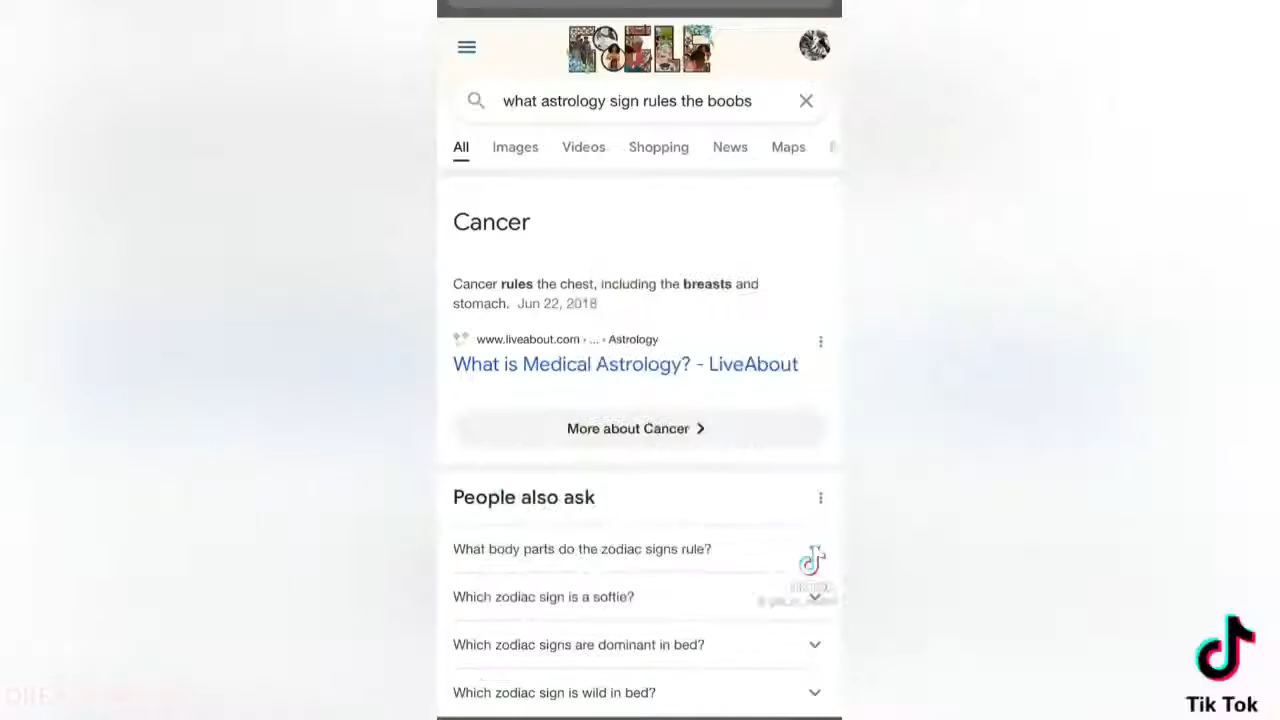 what astrology sign rules the boobs
All Images Videos Shopping News Maps
Cancer
Cancer rules the chest, including the breasts and
stomach. Jun 22, 2018
www.liveabout.com › ... › Astrology
What is Medical Astrology? - LiveAbout
More about Cancer
People also ask
What body parts do the zodiac signs rule?
Which zodiac sign is a softie?
Which zodiac signs are dominant in bed?
Which zodiac sign is wild in bed?
Tik Tok